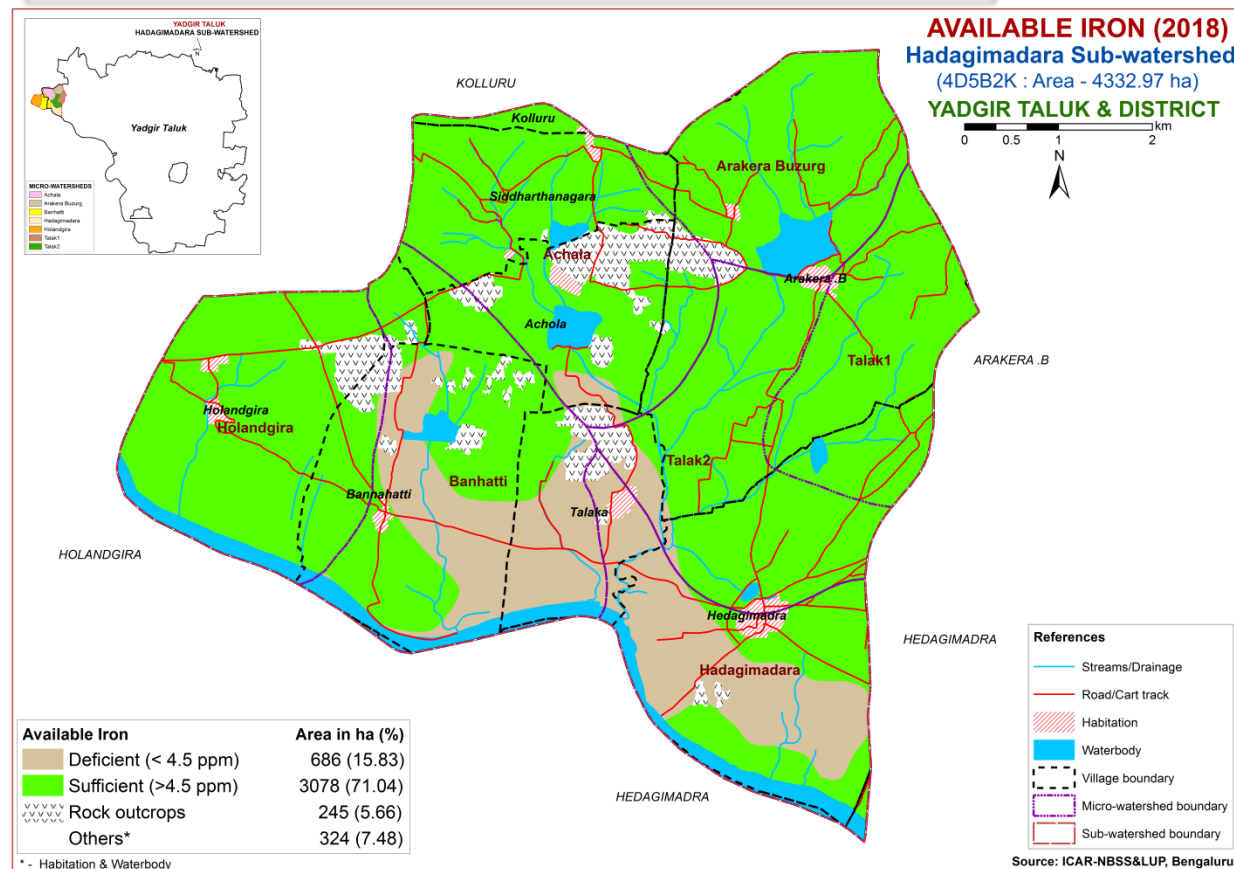 YADGIR TALUK
HADAGIMADARA SUB-WATERSHED
N
Yadgir Taluk
MICRO-WATERSHEDS
Achala
Arakera Buzurg
Banhatti
Hadagimadara
Holandgira
Talak1
Talak2
AVAILABLE IRON (2018)
Hadagimadara Sub-watershed
(4D5B2K : Area - 4332.97 ha)
YADGIR TALUK & DISTRICT
km
0 0.5 1 2
N
KOLLURU
Kolluru
Arakera Buzurg
Siddharthanagara
Achala
Arakera .B
Achola
Talak1
ARAKERA .B
Holandgira
Holandgira
Talak2
Banhatti
Bannahatti
Talaka
HOLANDGIRA
Hedagimadra
HEDAGIMADRA
Hadagimadara
HEDAGIMADRA
Available Iron Area in ha (%)
Deficient (< 4.5 ppm) 686 (15.83)
Sufficient (>4.5 ppm) 3078 (71.04)
Rock outcrops 245 (5.66)
Others* 324 (7.48)
* - Habitation & Waterbody
References
Streams/Drainage
Road/Cart track
Habitation
Waterbody
Village boundary
Micro-watershed boundary
Sub-watershed boundary
Source: ICAR-NBSS&LUP, Bengaluru